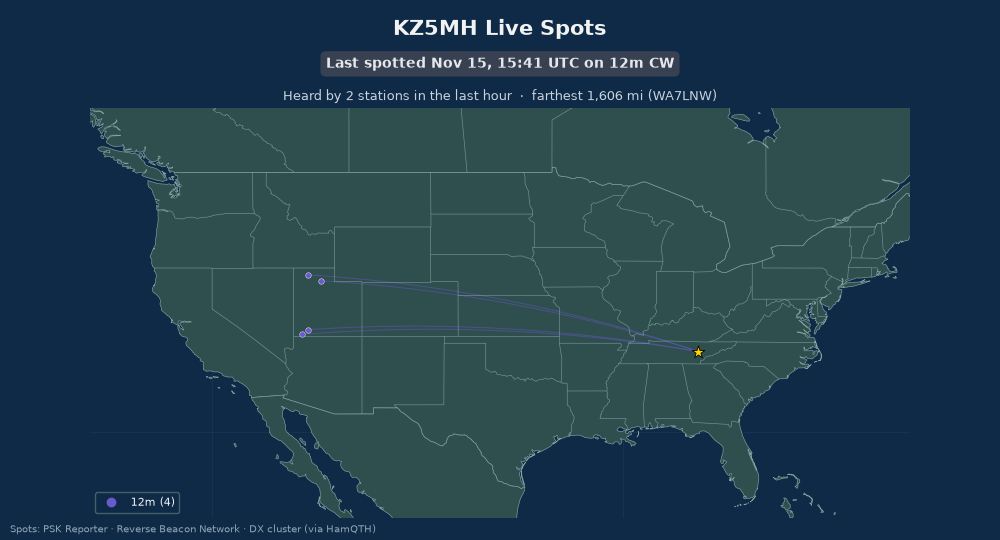 KZ5MH Live Spots
Last spotted Nov 15, 15:41 UTC on 12m CW
Heard by 2 stations in the last hour · farthest 1,606 mi (WA7LNW)
12m (4)
Spots: PSK Reporter · Reverse Beacon Network · DX cluster (via HamQTH)